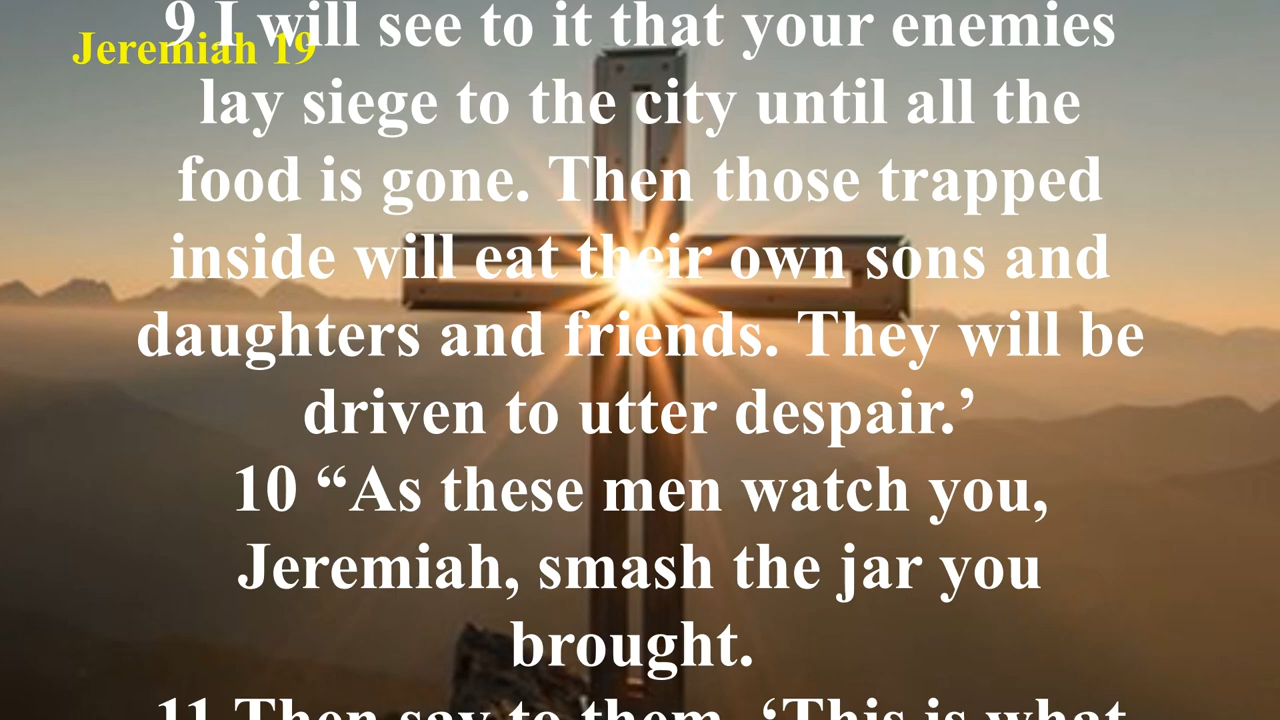 Jeremiah 19
9 I will see to it that your enemies
lay siege to the city until all the
food is gone. Then those trapped
inside will eat their own sons and
daughters and friends. They will be
driven to utter despair.’
10 “As these men watch you,
Jeremiah, smash the jar you
brought.
11 Then say to them, ‘This is what